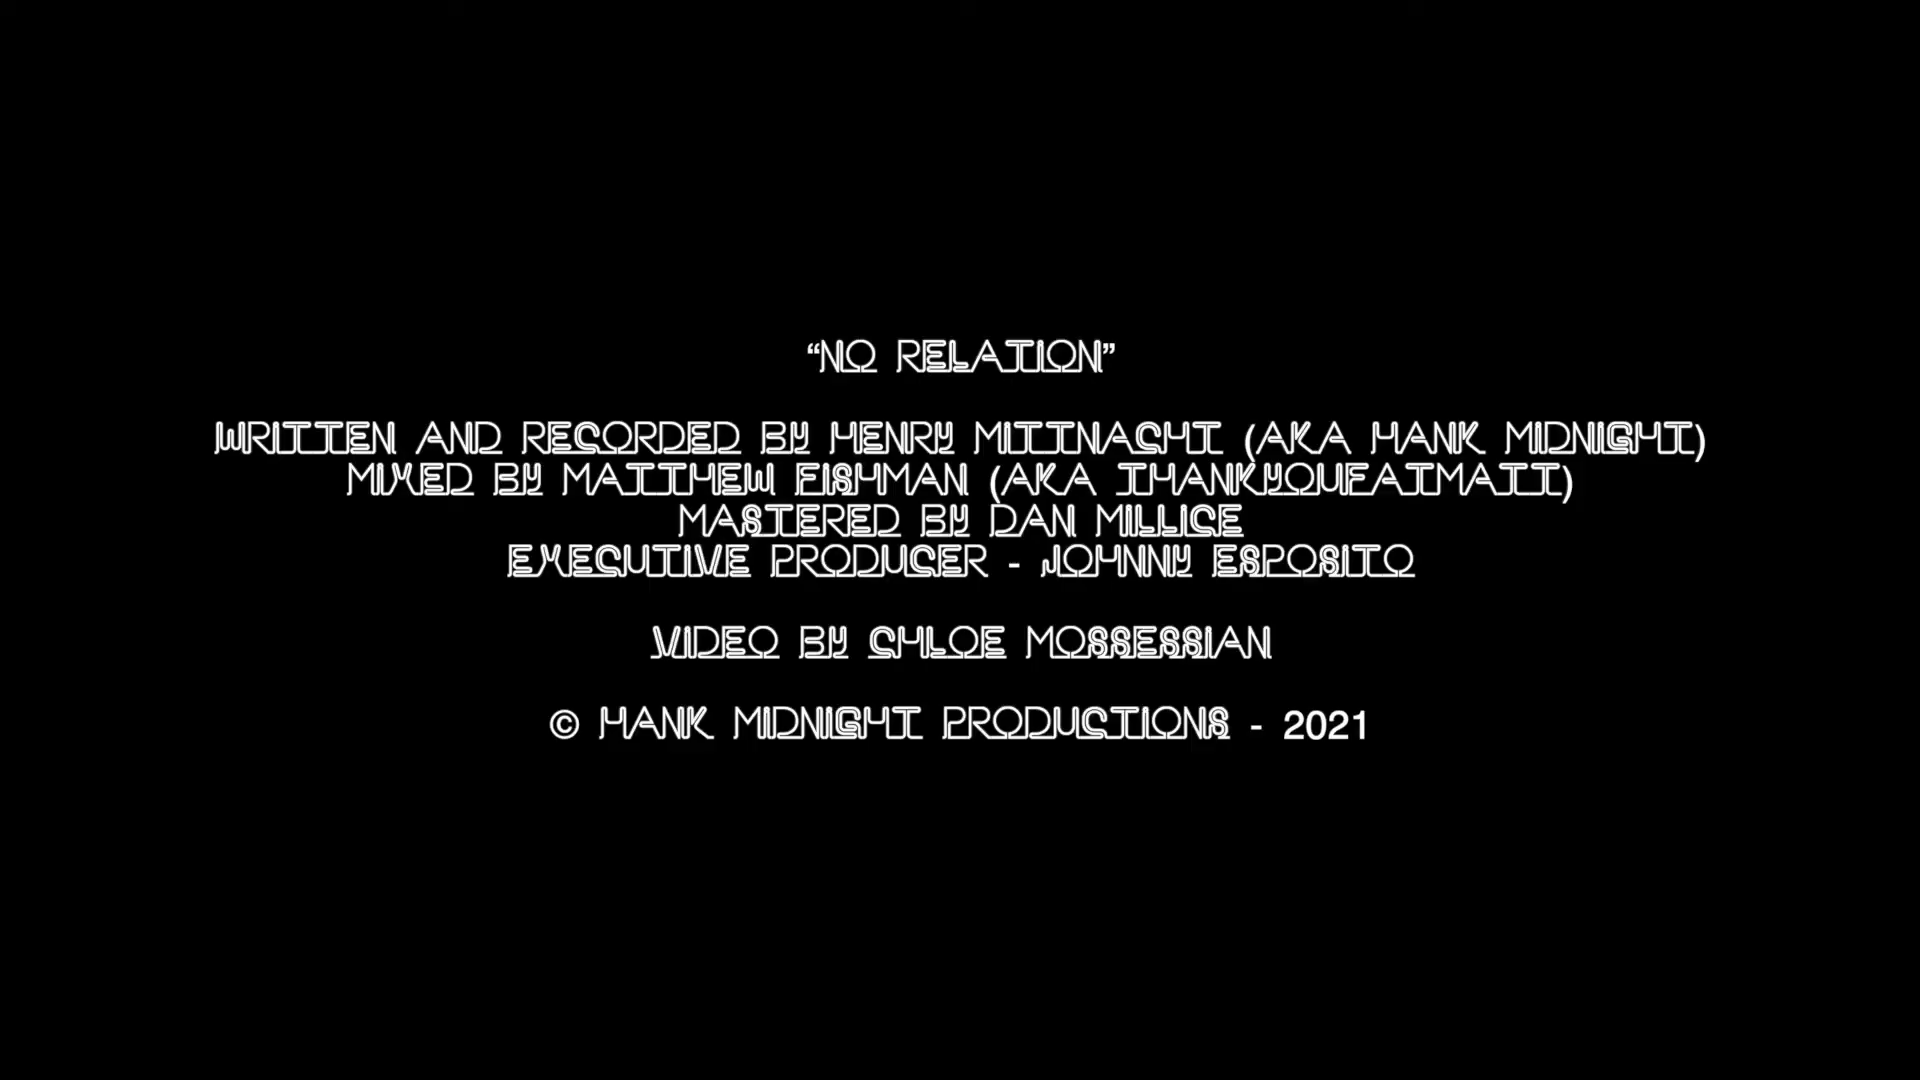 “NO RELATION”
WRITTEN AND RECORDED BY HENRY MITTNACHT (AKA HANK MIDNIGHT)
MIXED BY MATTHEW FISHMAN (AKA THANKYOUFATMATT)
MASTERED BY DAN MILLICE
EXECUTIVE PRODUCER - JOHNNY ESPOSITO
VIDEO BY CHLOE MOSSESSIAN
© HANK MIDNIGHT PRODUCTIONS - 2021